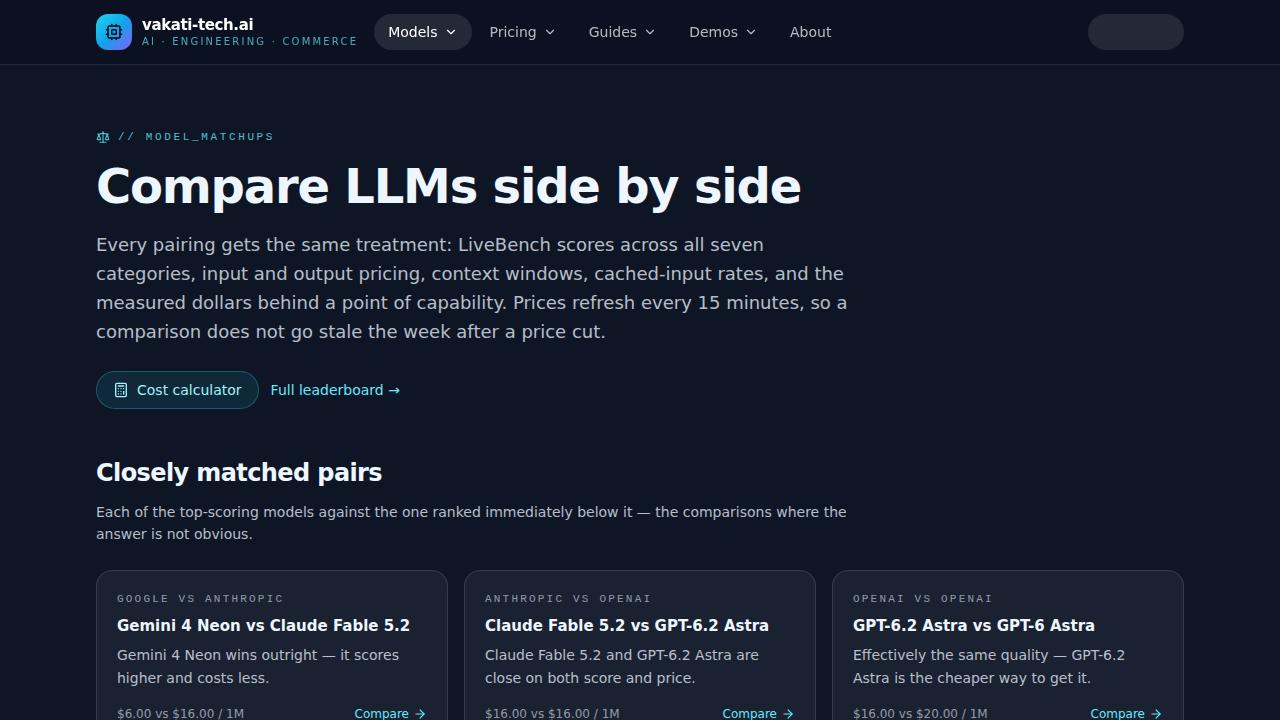 vakati-tech.ai
AI · ENGINEERING · COMMERCE
Models
Pricing
Guides
Demos
About
// MODEL_MATCHUPS
Compare LLMs side by side
Every pairing gets the same treatment: LiveBench scores across all seven
categories, input and output pricing, context windows, cached-input rates, and the
measured dollars behind a point of capability. Prices refresh every 15 minutes, so a
comparison does not go stale the week after a price cut.
Cost calculator
Full leaderboard →
Closely matched pairs
Each of the top-scoring models against the one ranked immediately below it — the comparisons where the
answer is not obvious.
GOOGLE VS ANTHROPIC
Gemini 4 Neon vs Claude Fable 5.2
Gemini 4 Neon wins outright — it scores
higher and costs less.
$6.00 vs $16.00 / 1M
Compare →
ANTHROPIC VS OPENAI
Claude Fable 5.2 vs GPT-6.2 Astra
Claude Fable 5.2 and GPT-6.2 Astra are
close on both score and price.
$16.00 vs $16.00 / 1M
Compare →
OPENAI VS OPENAI
GPT-6.2 Astra vs GPT-6 Astra
Effectively the same quality — GPT-6.2
Astra is the cheaper way to get it.
$16.00 vs $20.00 / 1M
Compare →